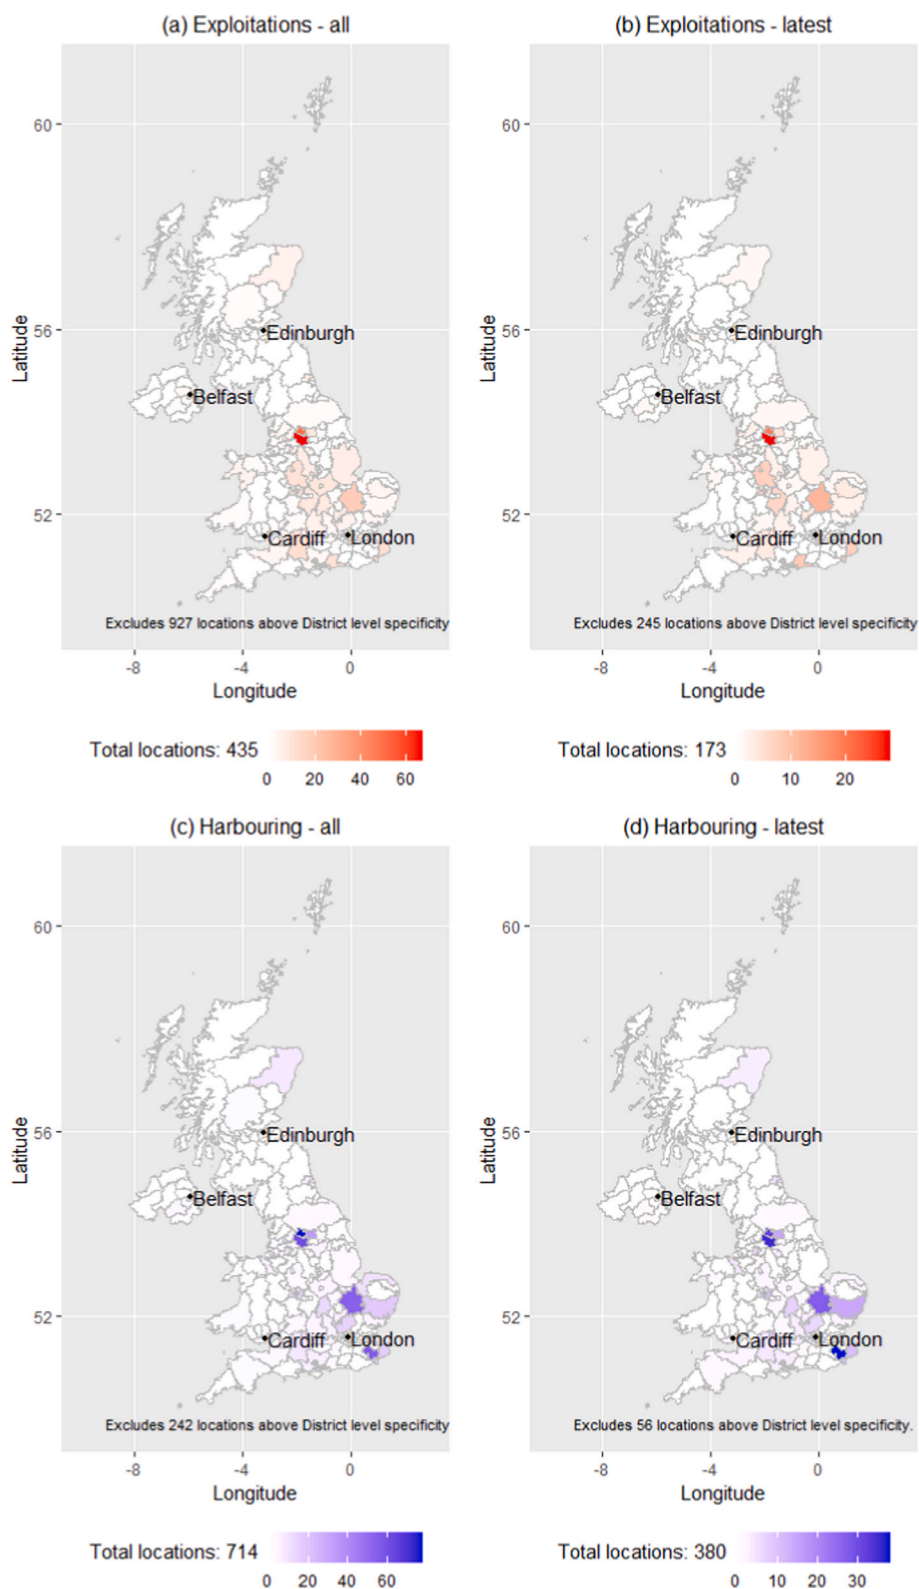 (a) Exploitations - all
(b) Exploitations - latest
60
56
52
Latitude
Edinburgh
Belfast
Cardiff
London
Excludes 927 locations above District level specificity
-8
-4
0
Longitude
Total locations: 435
0
20
40
60
60
56
52
Latitude
Edinburgh
Belfast
Cardiff
London
Excludes 245 locations above District level specificity
-8
-4
0
Longitude
Total locations: 173
0
10
20
(c) Harbouring - all
(d) Harbouring - latest
60
56
52
Latitude
Edinburgh
Belfast
Cardiff
London
Excludes 242 locations above District level specificity
-8
-4
0
Longitude
Total locations: 714
0
20
40
60
60
56
52
Latitude
Edinburgh
Belfast
Cardiff
London
Excludes 56 locations above District level specificity.
-8
-4
0
Longitude
Total locations: 380
0
10
20
30